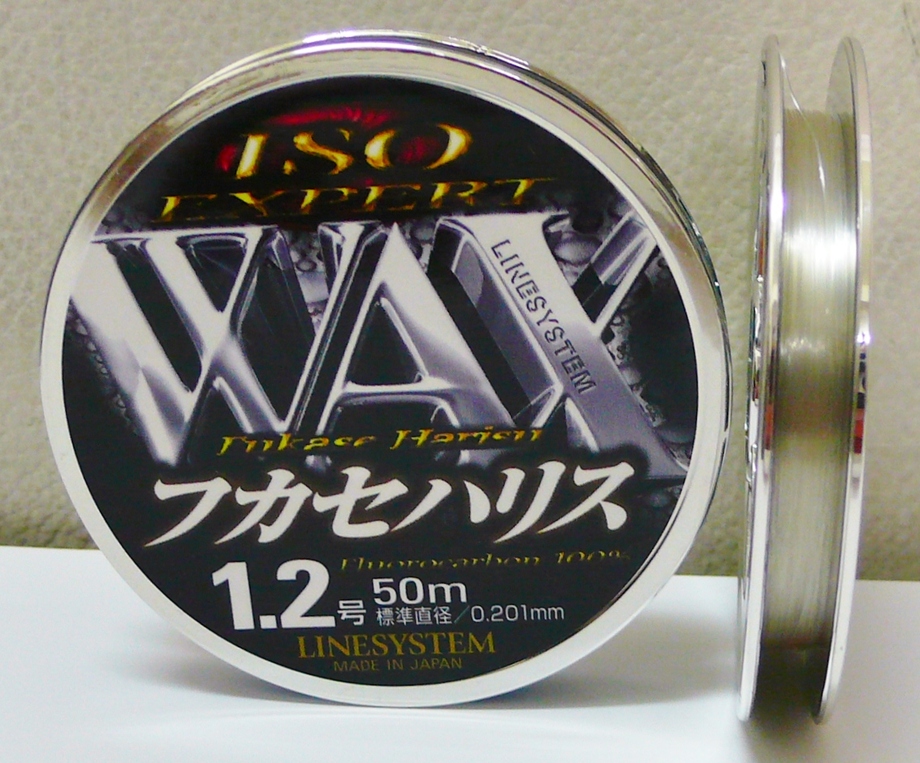 ISO
EXPERT
WAX
LINESYSTEM
Fukase Harisu
フカセハリス
Fluorocarbon 100%
1.2号
50m
標準直径/0.201mm
LINESYSTEM
MADE IN JAPAN